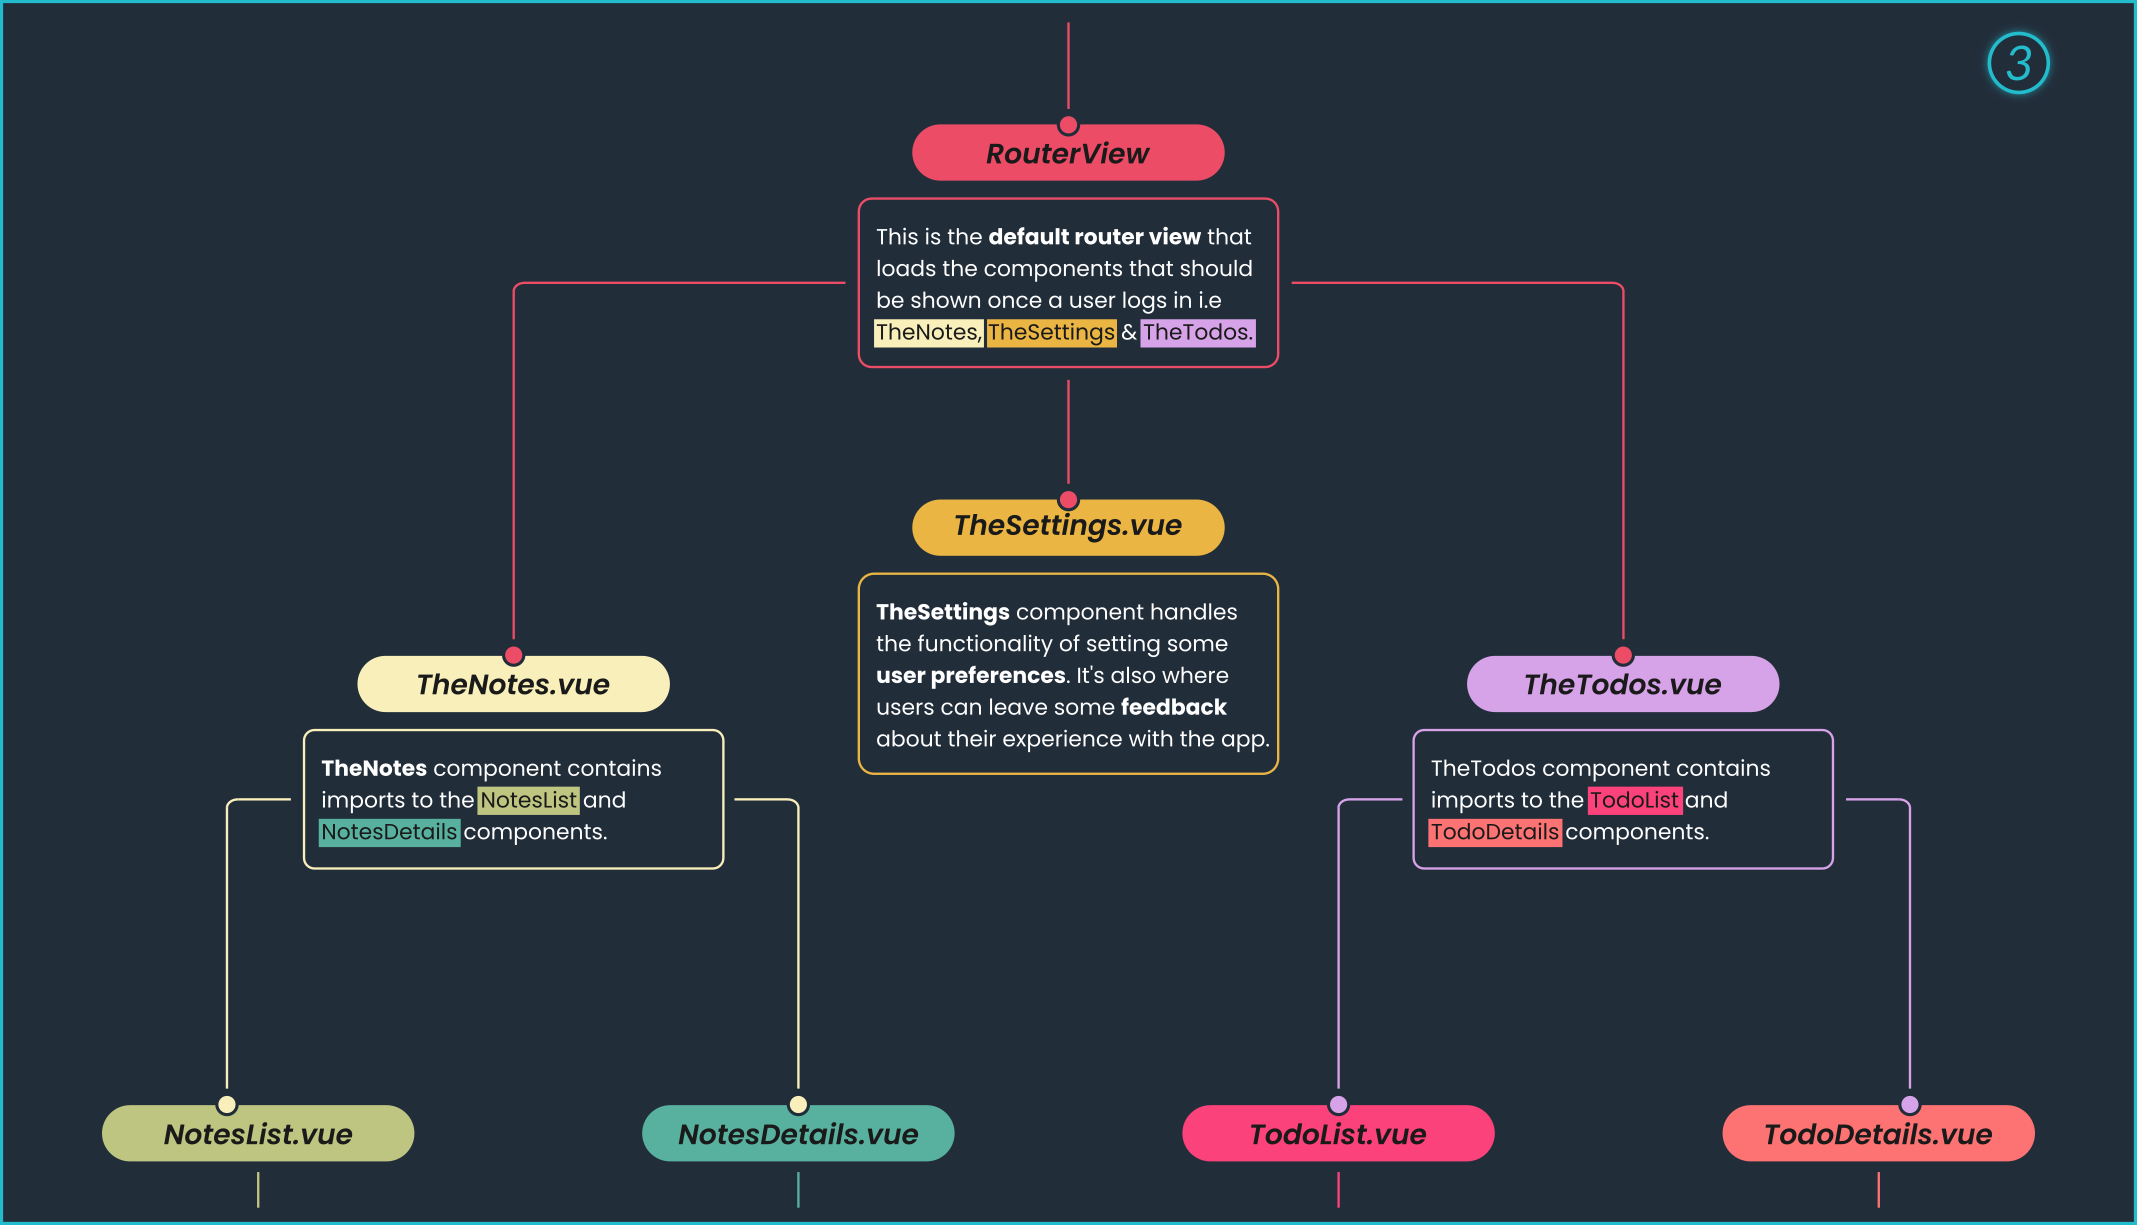 3
RouterView
This is the default router view that
loads the components that should
be shown once a user logs in i.e
TheNotes, TheSettings & TheTodos.
TheSettings.vue
TheSettings component handles
the functionality of setting some
user preferences. It's also where
users can leave some feedback
about their experience with the app.
TheNotes.vue
TheNotes component contains
imports to the NotesList and
NotesDetails components.
TheTodos.vue
TheTodos component contains
imports to the TodoList and
TodoDetails components.
NotesList.vue
NotesDetails.vue
TodoList.vue
TodoDetails.vue